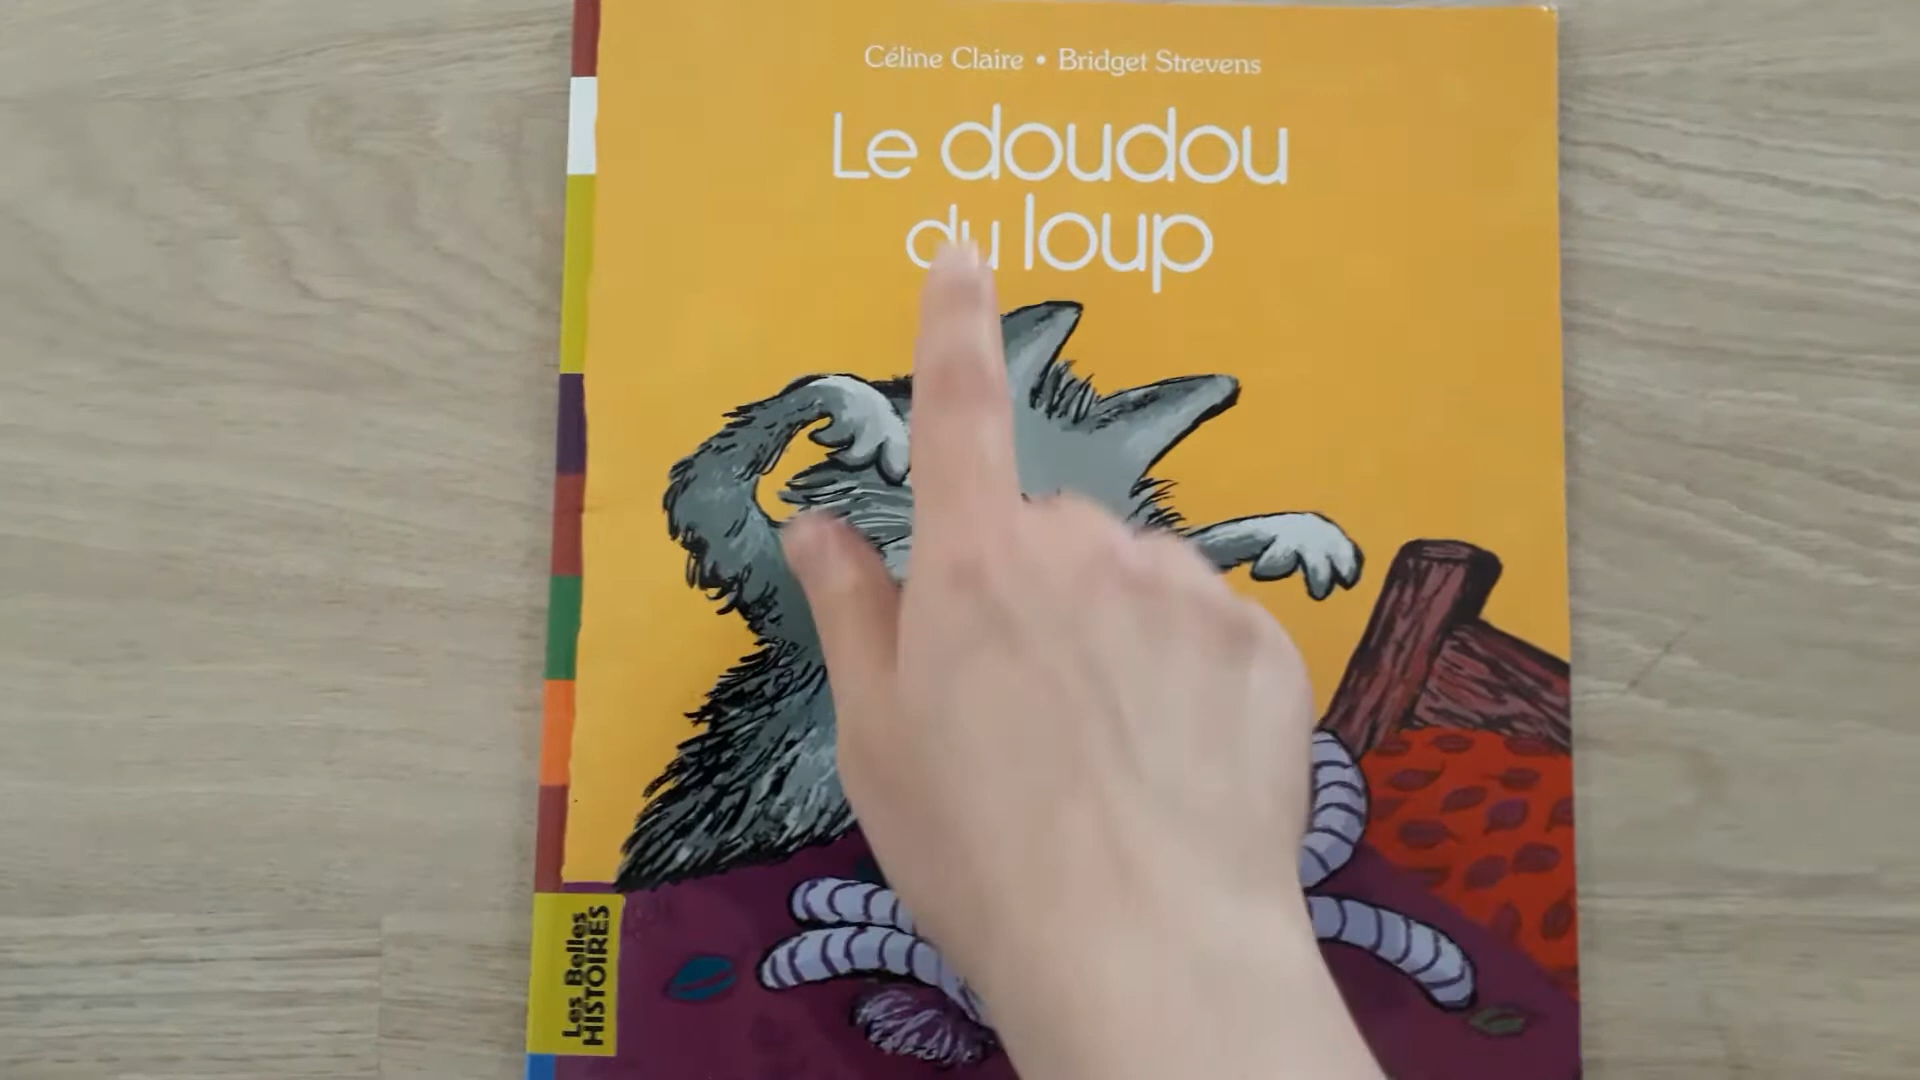 Céline Claire • Bridget Strevens
Le doudou
du loup
Les Belles
HISTOIRES